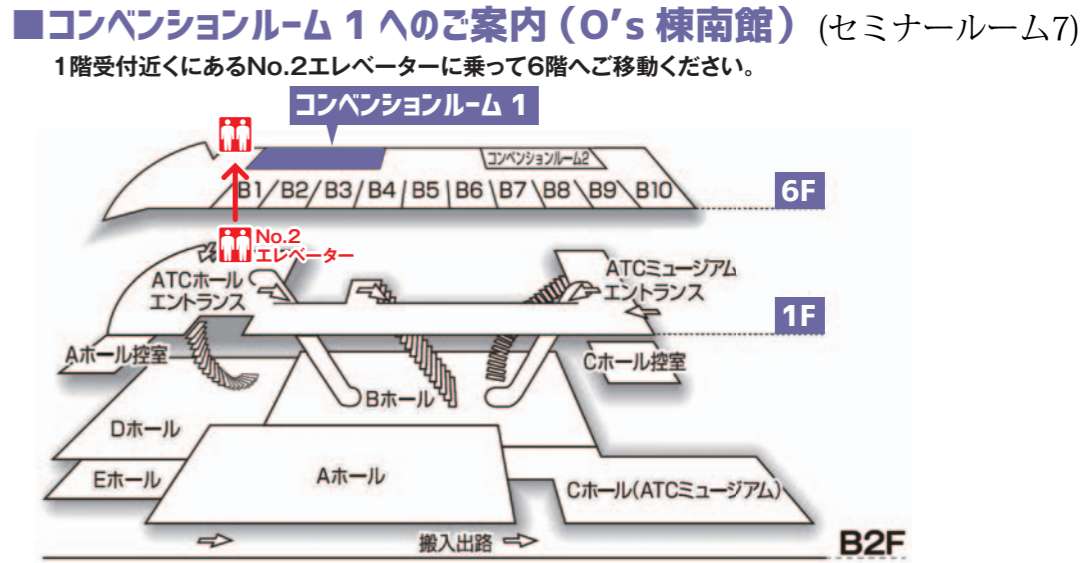 ■コンベンションルーム 1 へのご案内（O's 棟南館）(セミナールーム7)
1階受付近くにあるNo.2エレベーターに乗って6階へご移動ください。
コンベンションルーム 1
コンベンションルーム2
B1 B2 B3 B4 B5 B6 B7 B8 B9 B10
6F
No.2
エレベーター
ATCホール
エントランス
ATCミュージアム
エントランス
1F
Aホール控室
Cホール控室
Bホール
Dホール
Eホール
Aホール
Cホール(ATCミュージアム)
搬入出路
B2F